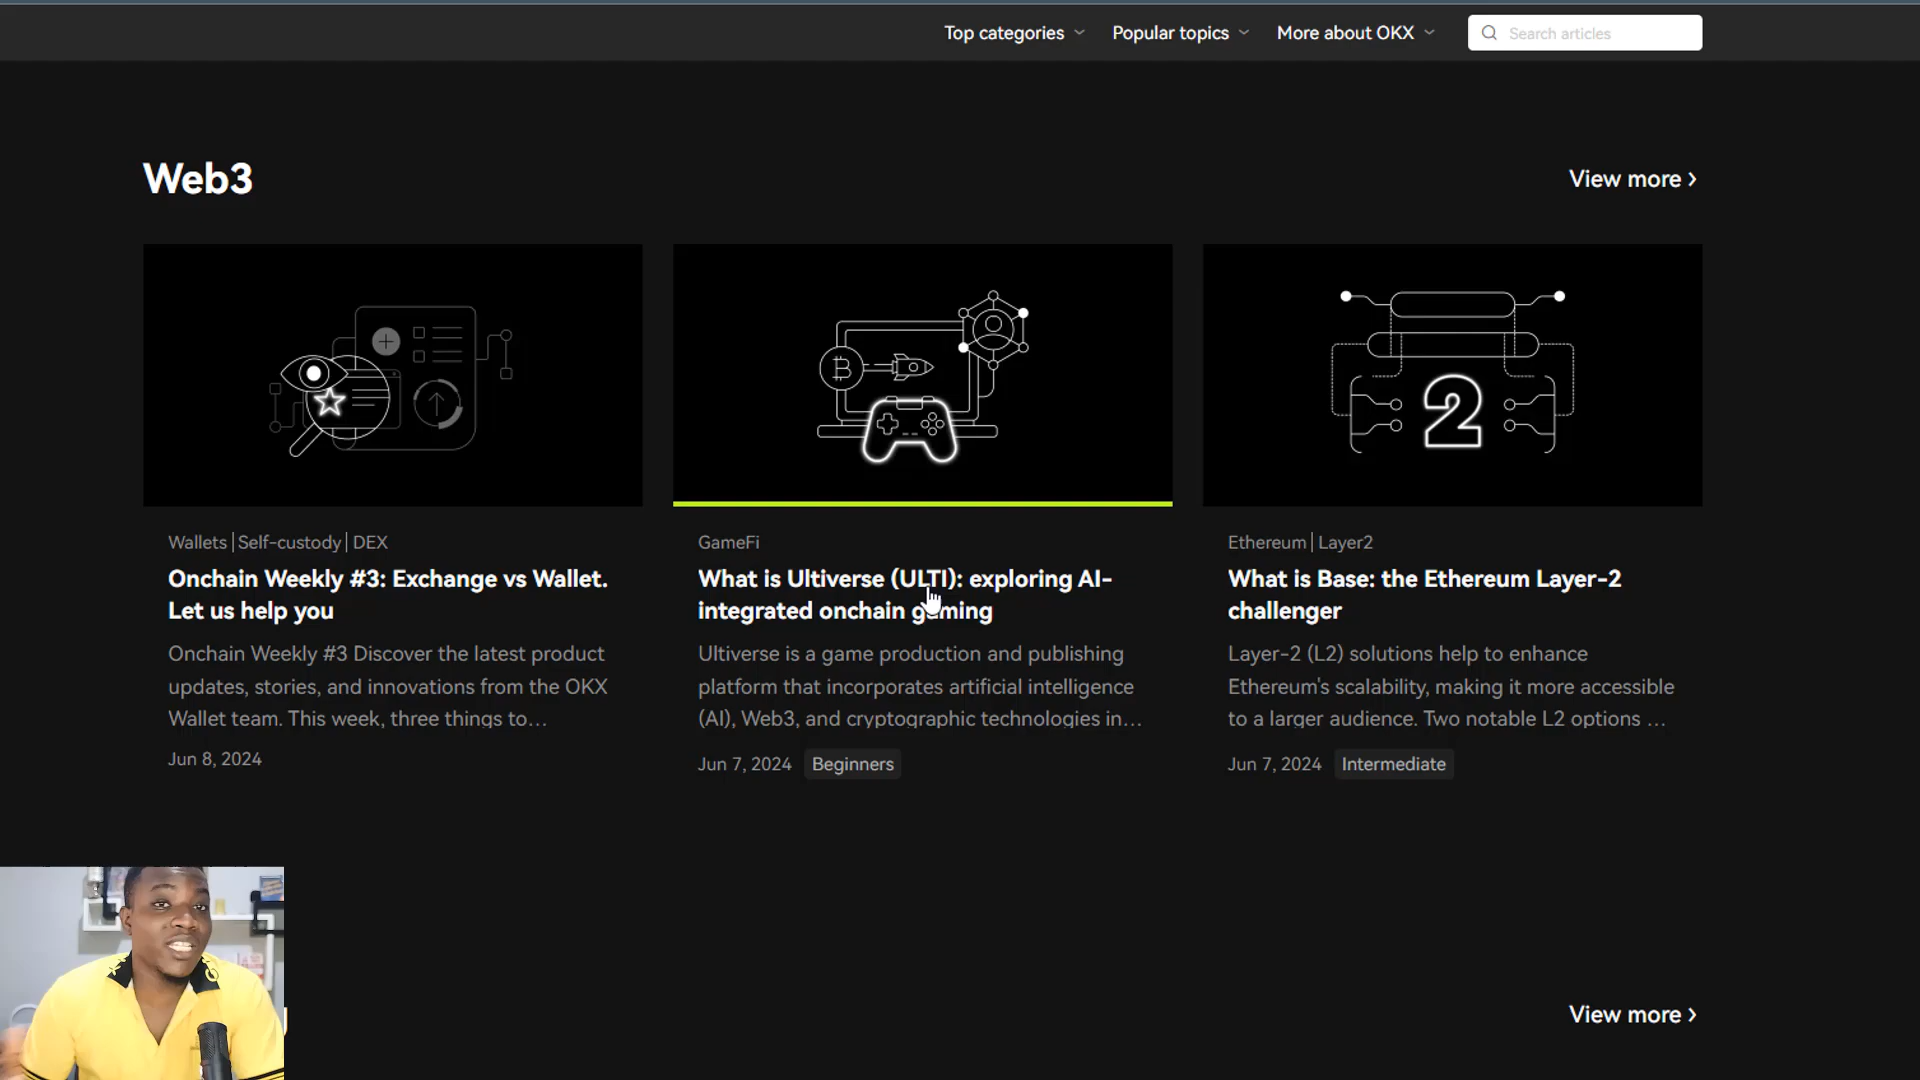 Top categories
Popular topics
More about OKX
Search articles
Web3
View more
2
Wallets | Self-custody | DEX
Onchain Weekly #3: Exchange vs Wallet.
Let us help you
Onchain Weekly #3 Discover the latest product
updates, stories, and innovations from the OKX
Wallet team. This week, three things to...
Jun 8, 2024
GameFi
What is Ultiverse (ULTI): exploring AI-
integrated onchain gaming
Ultiverse is a game production and publishing
platform that incorporates artificial intelligence
(AI), Web3, and cryptographic technologies in...
Jun 7, 2024
Beginners
Ethereum | Layer2
What is Base: the Ethereum Layer-2
challenger
Layer-2 (L2) solutions help to enhance
Ethereum's scalability, making it more accessible
to a larger audience. Two notable L2 options ...
Jun 7, 2024
Intermediate
View more